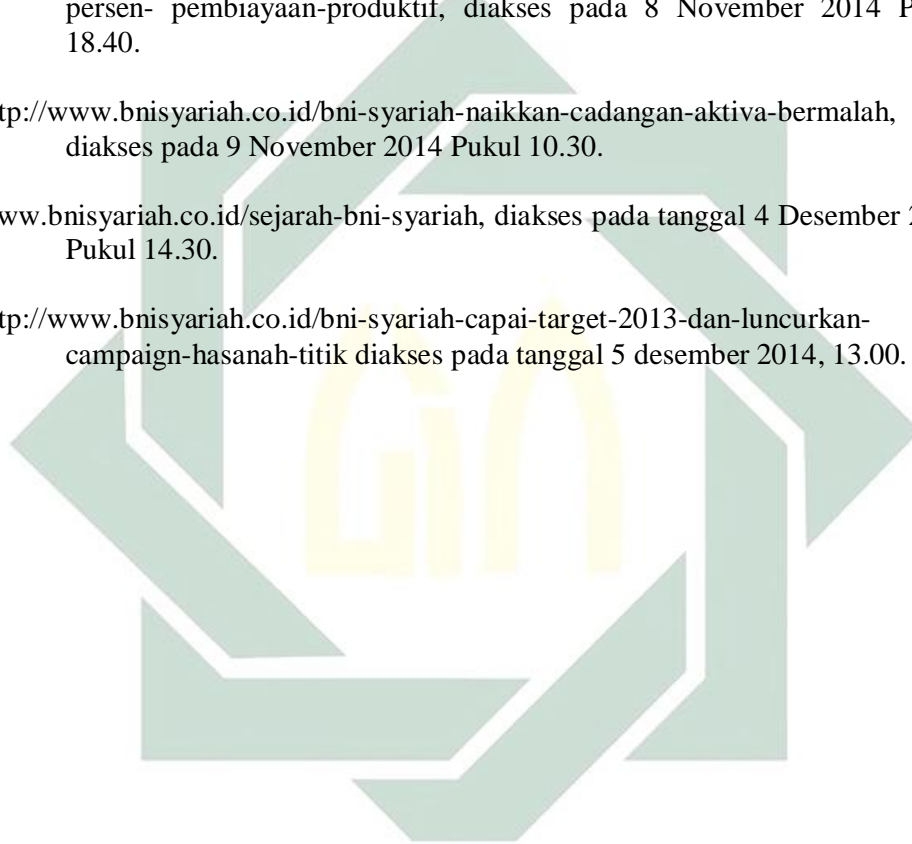 persen- pembiayaan-produktif, diakses pada 8 November 2014 P
18.40.
tp://www.bnisyariah.co.id/bni-syariah-naikkan-cadangan-aktiva-bermalah,
diakses pada 9 November 2014 Pukul 10.30.
ww.bnisyariah.co.id/sejarah-bni-syariah, diakses pada tanggal 4 Desember 2
Pukul 14.30.
tp://www.bnisyariah.co.id/bni-syariah-capai-target-2013-dan-luncurkan-
campaign-hasanah-titik diakses pada tanggal 5 desember 2014, 13.00.